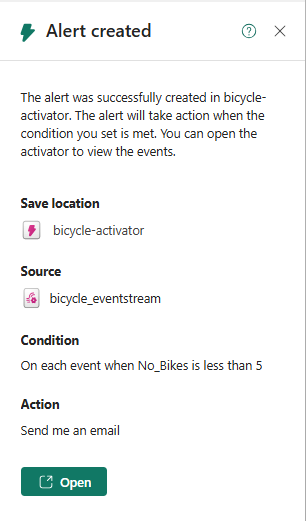 Alert created
The alert was successfully created in bicycle-
activator. The alert will take action when the
condition you set is met. You can open the
activator to view the events.
Save location
bicycle-activator
Source
bicycle_eventstream
Condition
On each event when No_Bikes is less than 5
Action
Send me an email
Open